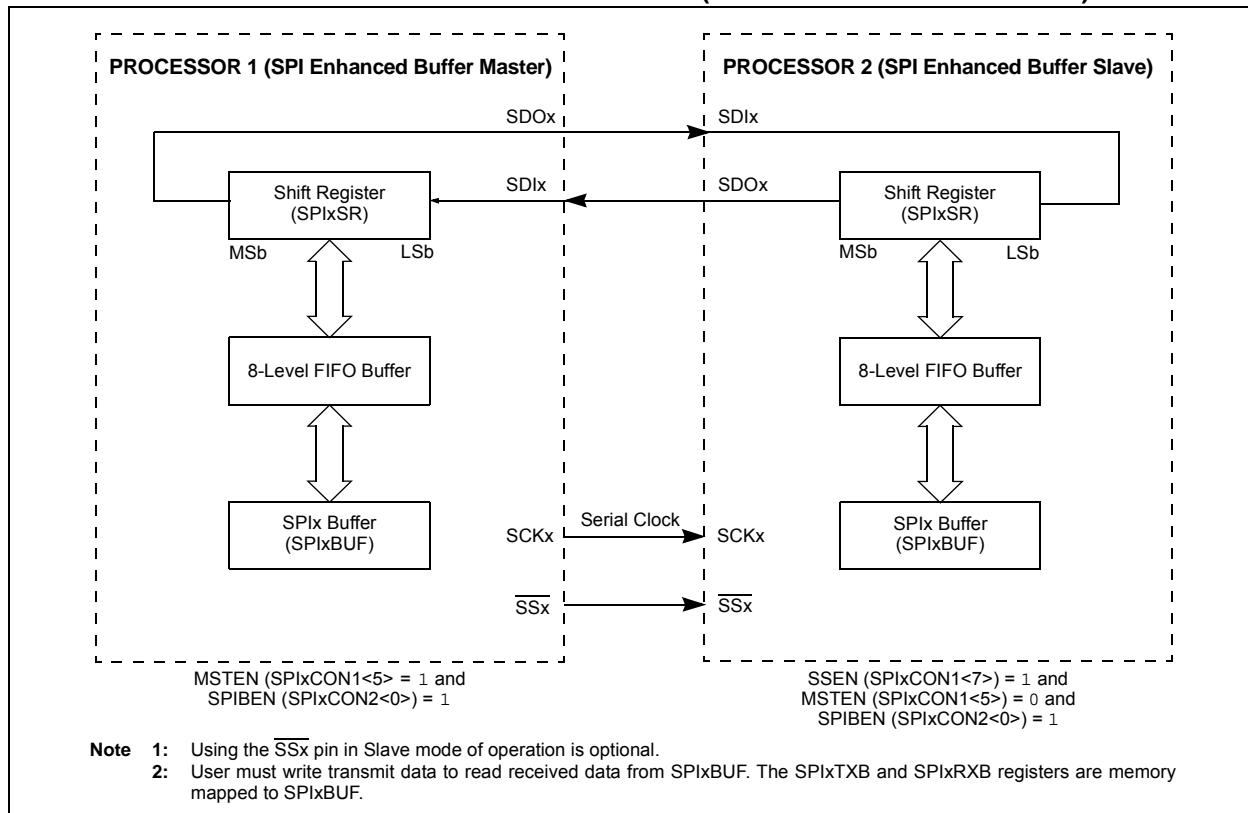 PROCESSOR 1 (SPI Enhanced Buffer Master)
SDOx
Shift Register
(SPIxSR)
SDIx
MSb
LSb
8-Level FIFO Buffer
SPIx Buffer
(SPIxBUF)
SCKx
SSx
Serial Clock
PROCESSOR 2 (SPI Enhanced Buffer Slave)
SDIx
SDOx
Shift Register
(SPIxSR)
MSb
LSb
8-Level FIFO Buffer
SPIx Buffer
(SPIxBUF)
SCKx
SSx
MSTEN (SPIxCON1<5> = 1 and
SPIBEN (SPIxCON2<0>) = 1
SSEN (SPIxCON1<7>) = 1 and
MSTEN (SPIxCON1<5>) = 0 and
SPIBEN (SPIxCON2<0>) = 1
Note 1: Using the SSx pin in Slave mode of operation is optional.
2: User must write transmit data to read received data from SPIxBUF. The SPIxTXB and SPIxRXB registers are memory
mapped to SPIxBUF.